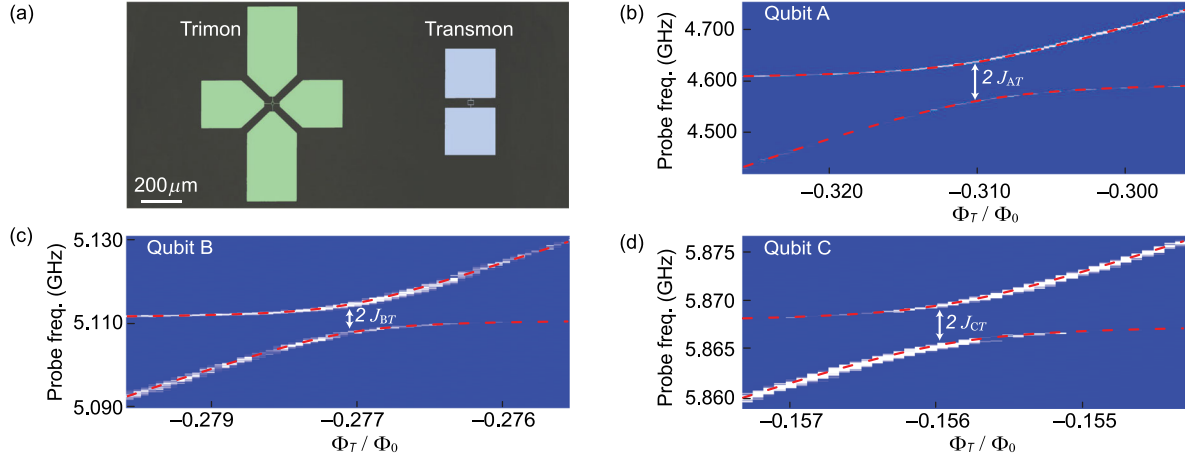 (a)
Trimon
Transmon
200 μm
(b)
Qubit A
Probe freq. (GHz)
4.700
4.600
4.500
2 J_AT
−0.320
−0.310
−0.300
Φ_T / Φ_0
(c)
Qubit B
Probe freq. (GHz)
5.130
5.110
5.090
2 J_BT
−0.279
−0.277
−0.276
Φ_T / Φ_0
(d)
Qubit C
Probe freq. (GHz)
5.875
5.870
5.865
5.860
2 J_CT
−0.157
−0.156
−0.155
Φ_T / Φ_0